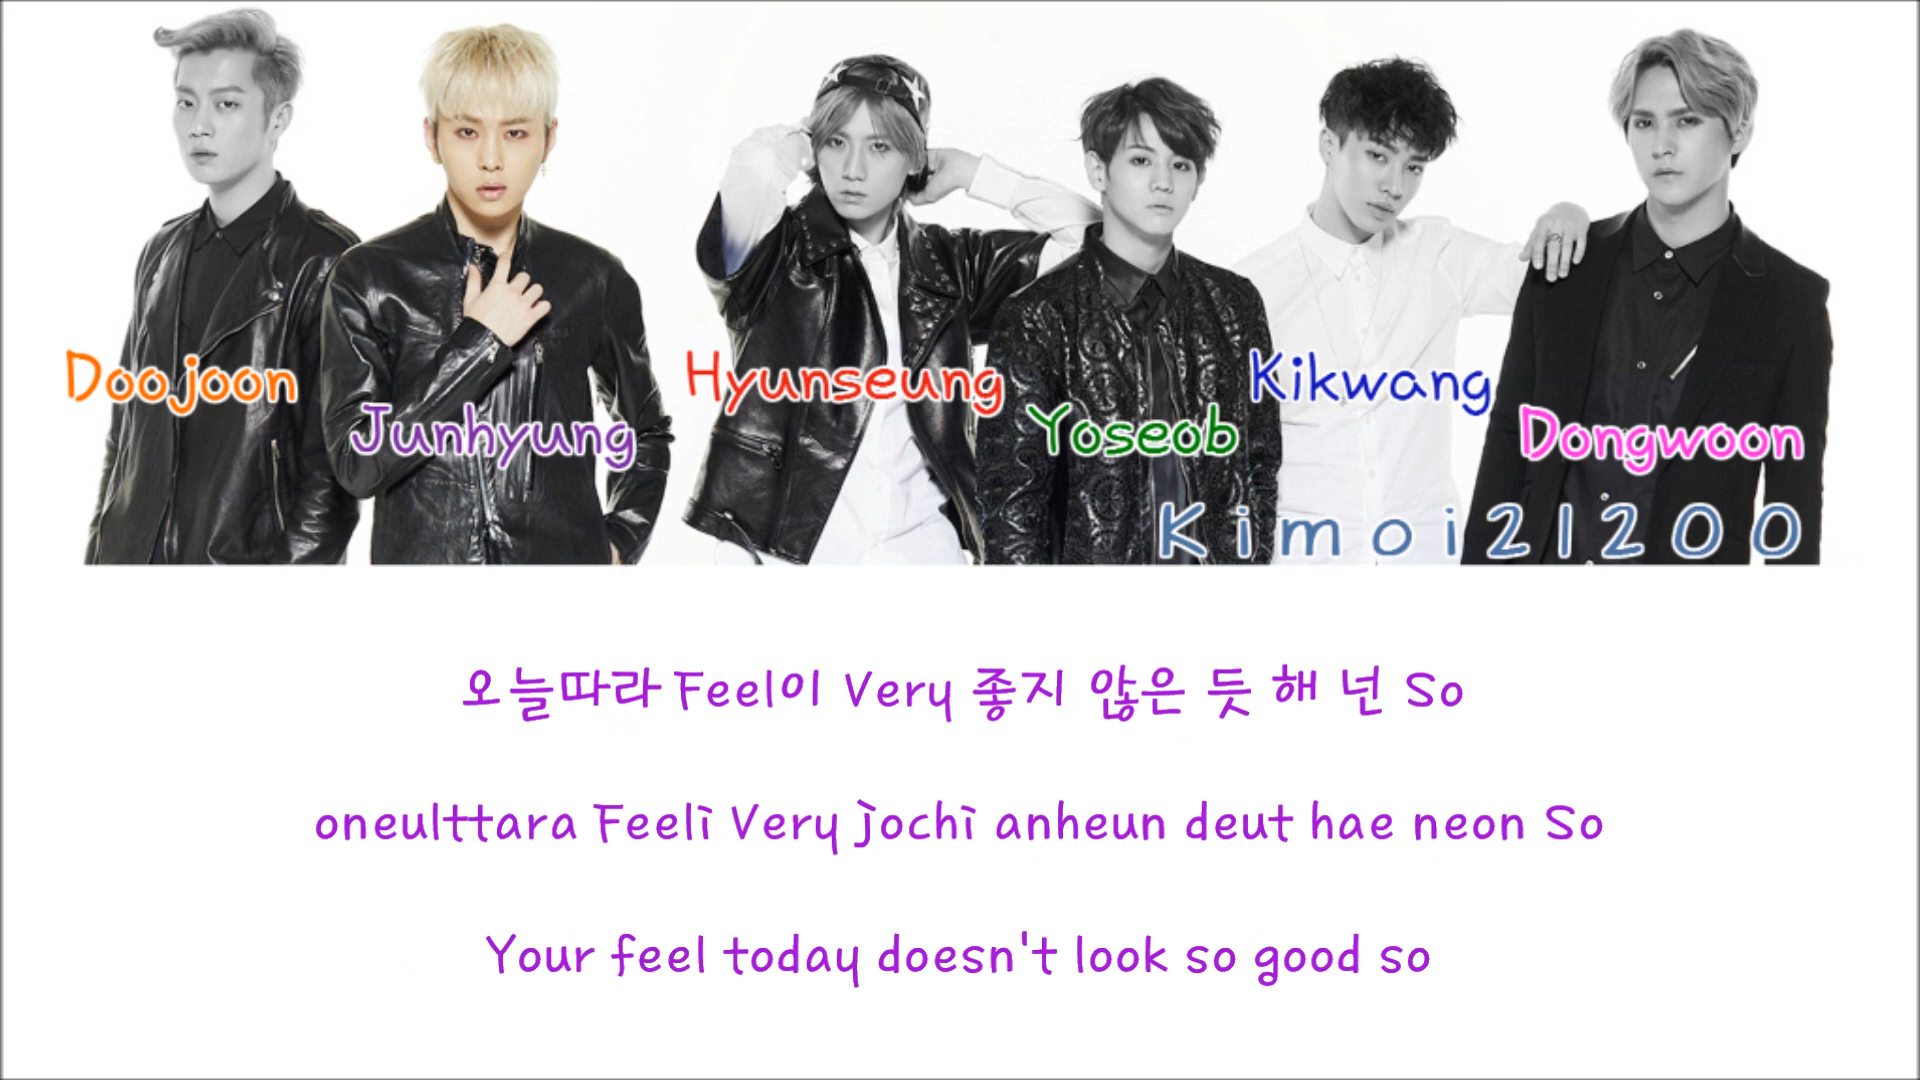 Doojoon
Junhyung
Hyunseung
Yoseob
Kikwang
Dongwoon
Kimoi21200
오늘따라 Feel이 Very 좋지 않은 듯 해 넌 So
oneulttara Feeli Very jochi anheun deut hae neon So
Your feel today doesn't look so good so